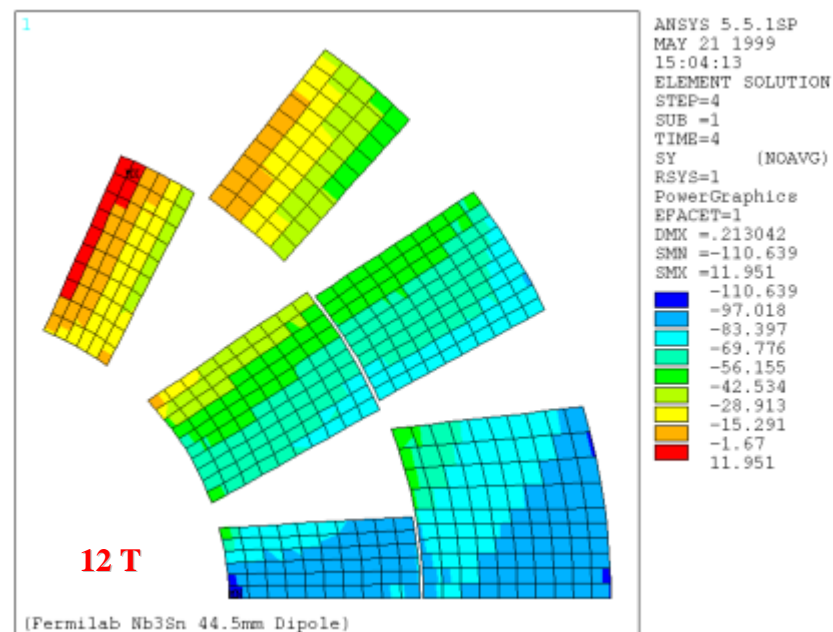 1
ANSYS 5.5.1SP
MAY 21 1999
15:04:13
ELEMENT SOLUTION
STEP=4
SUB =1
TIME=4
SY (NOAVG)
RSYS=1
PowerGraphics
EFACET=1
DMX =.213042
SMN =-110.639
SMX =11.951
-110.639
-97.018
-83.397
-69.776
-56.155
-42.534
-28.913
-15.291
-1.67
11.951
12 T
(Fermilab Nb3Sn 44.5mm Dipole)